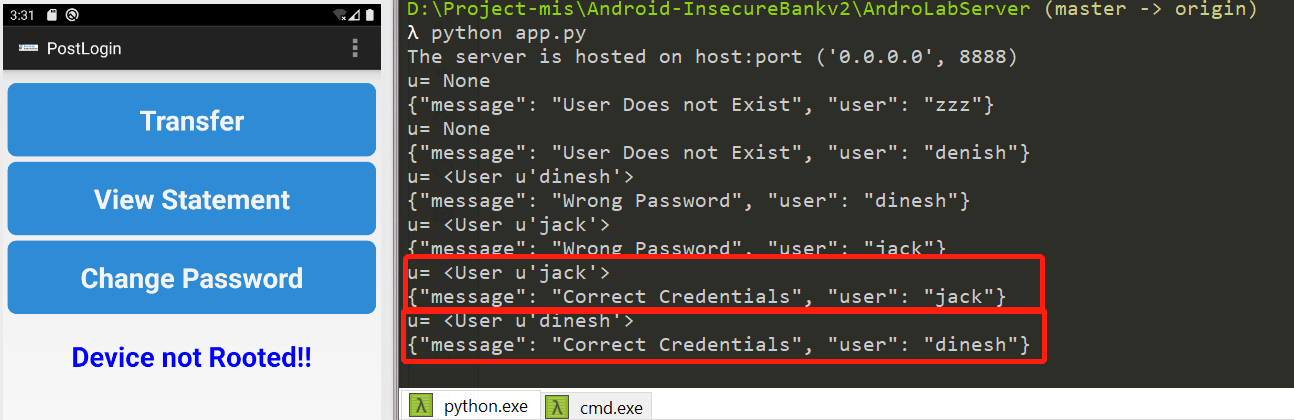 3:31
PostLogin
Transfer
View Statement
Change Password
Device not Rooted!!
D:\Project-mis\Android-InsecureBankv2\AndroLabServer (master -> origin)
λ python app.py
The server is hosted on host:port ('0.0.0.0', 8888)
u= None
{"message": "User Does not Exist", "user": "zzz"}
u= None
{"message": "User Does not Exist", "user": "denish"}
u= <User u'dinesh'>
{"message": "Wrong Password", "user": "dinesh"}
u= <User u'jack'>
{"message": "Wrong Password", "user": "jack"}
u= <User u'jack'>
{"message": "Correct Credentials", "user": "jack"}
u= <User u'dinesh'>
{"message": "Correct Credentials", "user": "dinesh"}
λ python.exe
λ cmd.exe